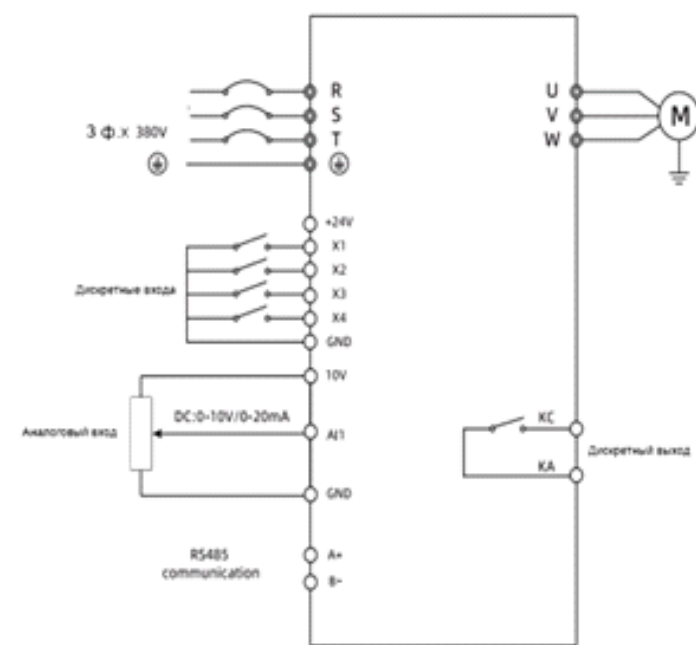 R
S
3 ф.х 380V
T
U
V
W
M
+24V
X1
X2
Дискретные входа
X3
X4
GND
10V
DC:0~10V/0~20mA
Аналоговый вход
AI1
GND
KC
Дискретный выход
KA
RS485
communication
A+
B-